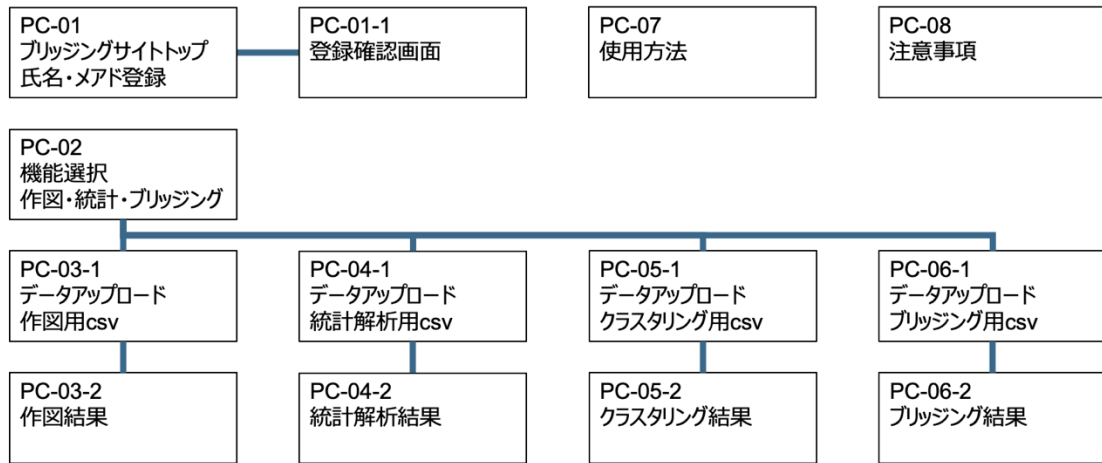 PC-01
ブリッジングサイトトップ
氏名・メアド登録
PC-01-1
登録確認画面
PC-07
使用方法
PC-08
注意事項
PC-02
機能選択
作図・統計・ブリッジング
PC-03-1
データアップロード
作図用csv
PC-04-1
データアップロード
統計解析用csv
PC-05-1
データアップロード
クラスタリング用csv
PC-06-1
データアップロード
ブリッジング用csv
PC-03-2
作図結果
PC-04-2
統計解析結果
PC-05-2
クラスタリング結果
PC-06-2
ブリッジング結果